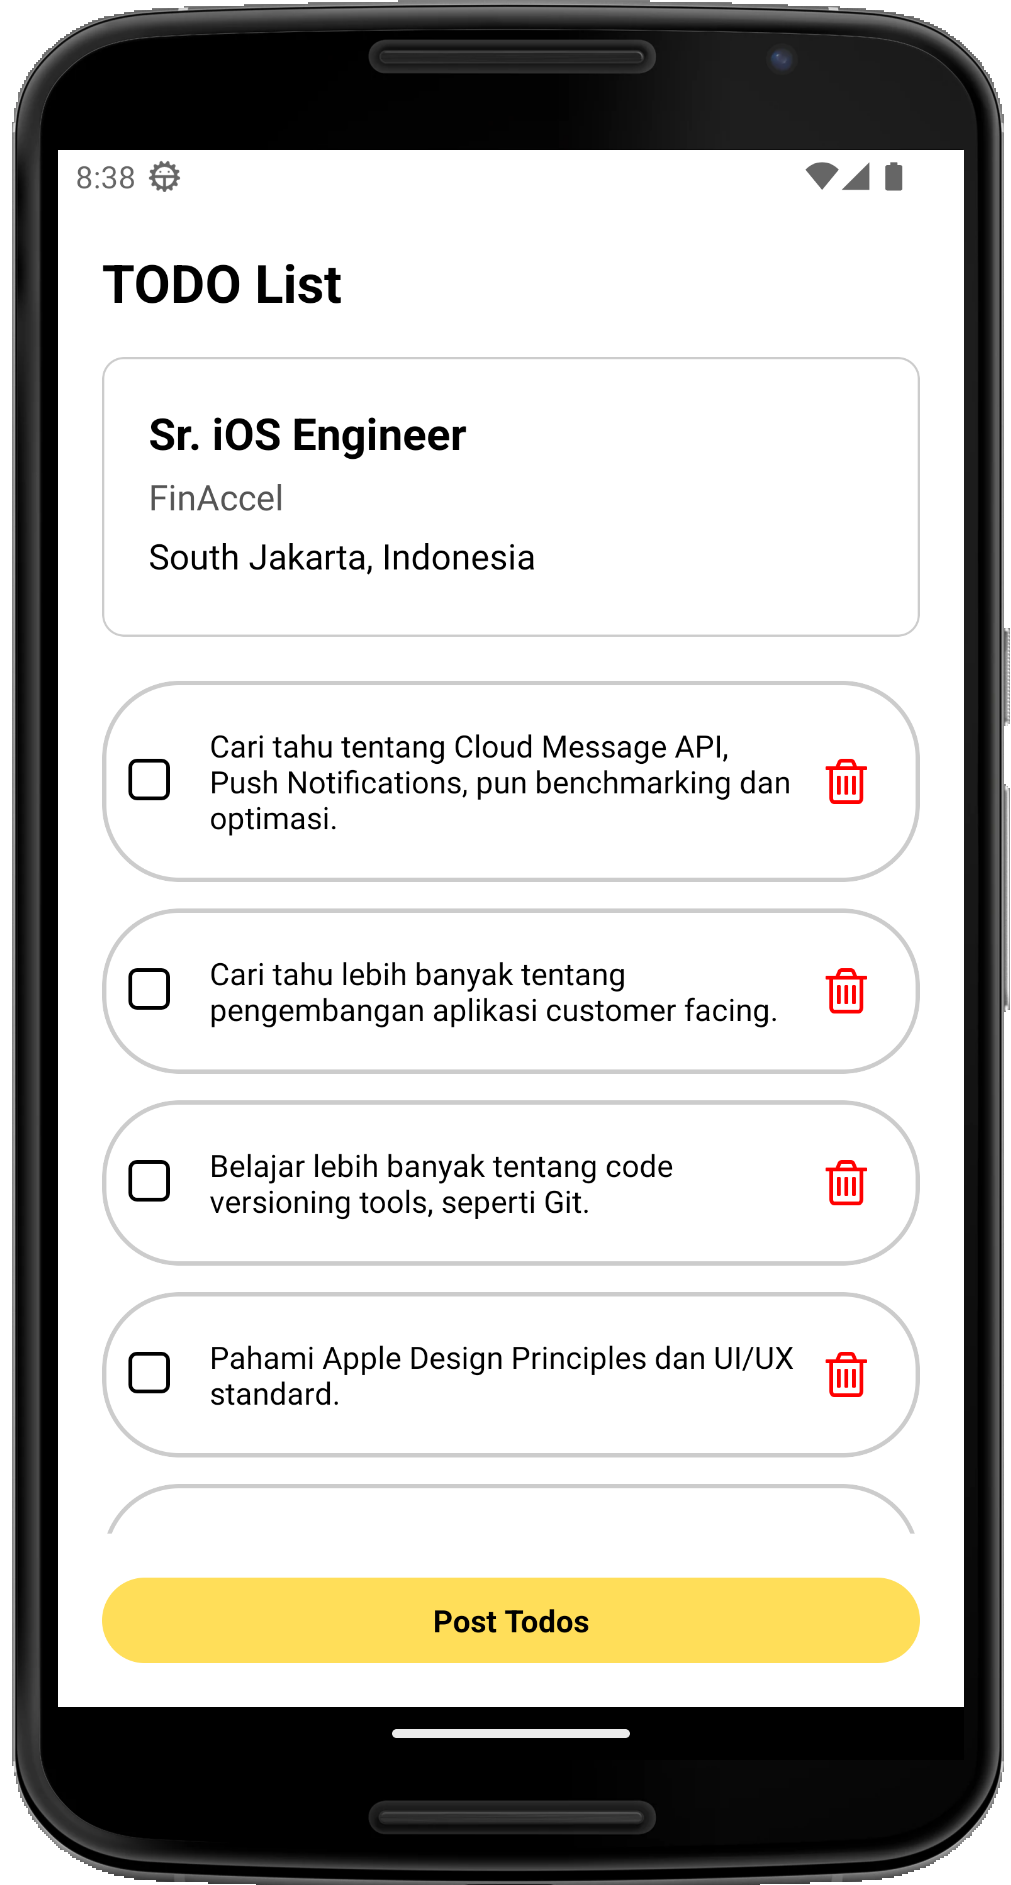 8:38
TODO List
Sr. iOS Engineer
FinAccel
South Jakarta, Indonesia
Cari tahu tentang Cloud Message API,
Push Notifications, pun benchmarking dan
optimasi.
Cari tahu lebih banyak tentang
pengembangan aplikasi customer facing.
Belajar lebih banyak tentang code
versioning tools, seperti Git.
Pahami Apple Design Principles dan UI/UX
standard.
Post Todos